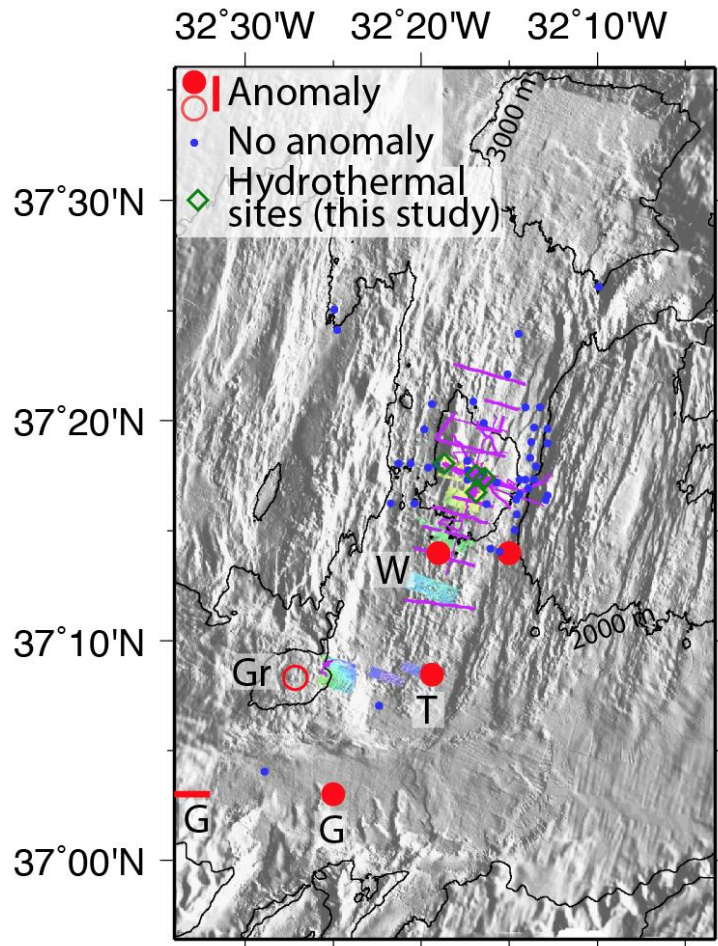 32˚30'W 32˚20'W 32˚10'W
Anomaly
No anomaly
Hydrothermal
sites (this study)
3000 m
37˚30'N
37˚20'N
W
2000 m
37˚10'N
Gr
T
G
G
37˚00'N